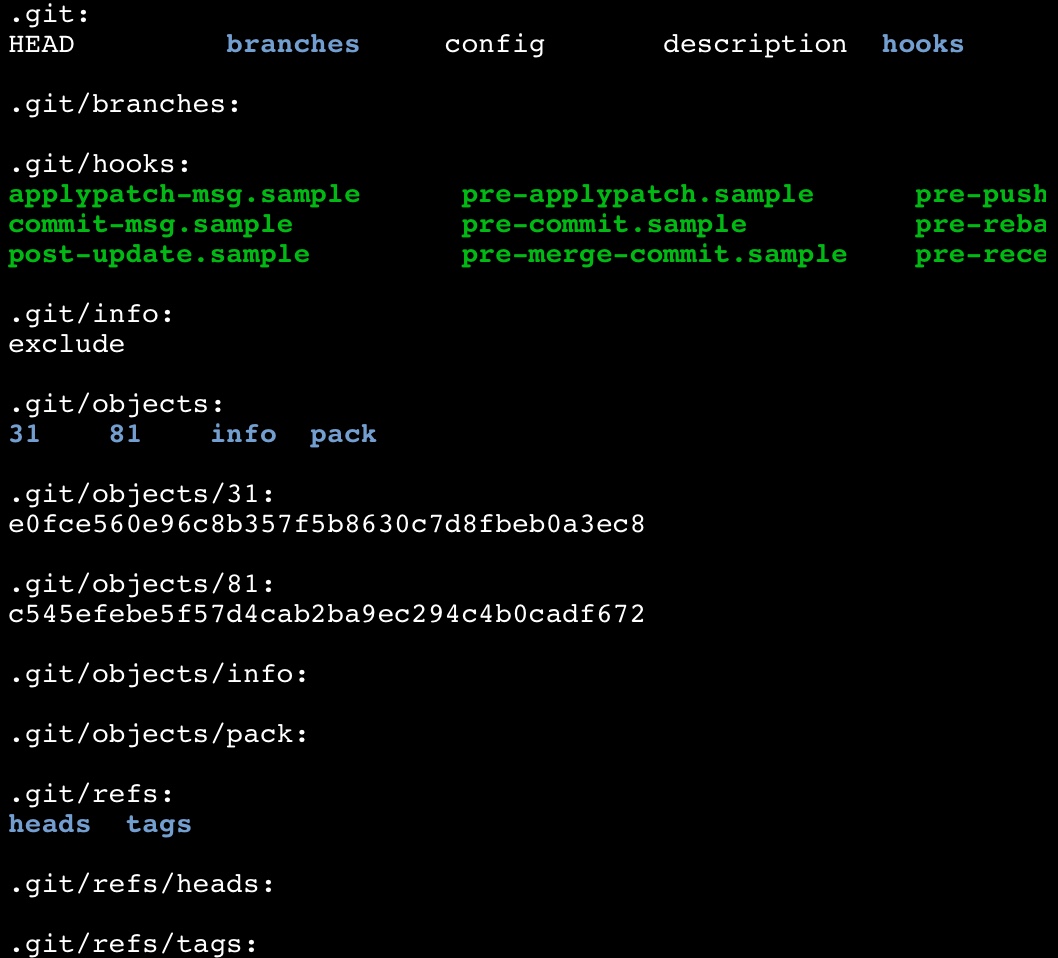 .git:
HEAD branches config description hooks
.git/branches:
.git/hooks:
applypatch-msg.sample pre-applypatch.sample pre-push
commit-msg.sample pre-commit.sample pre-reba
post-update.sample pre-merge-commit.sample pre-rece
.git/info:
exclude
.git/objects:
31 81 info pack
.git/objects/31:
e0fce560e96c8b357f5b8630c7d8fbeb0a3ec8
.git/objects/81:
c545efebe5f57d4cab2ba9ec294c4b0cadf672
.git/objects/info:
.git/objects/pack:
.git/refs:
heads tags
.git/refs/heads:
.git/refs/tags: